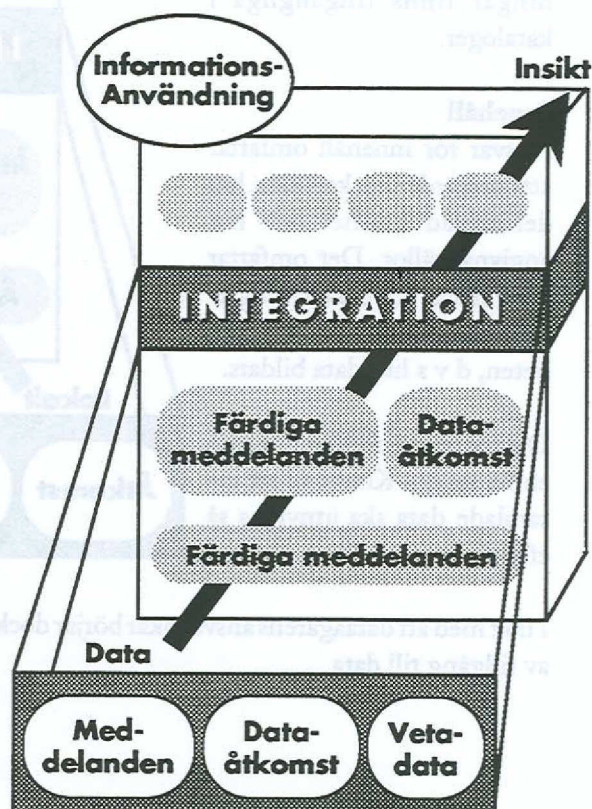 Informations-
Användning
Insikt
INTEGRATION
Färdiga
meddelanden
Data-
åtkomst
Färdiga meddelanden
Data
Med-
delanden
Data-
åtkomst
Veta-
data